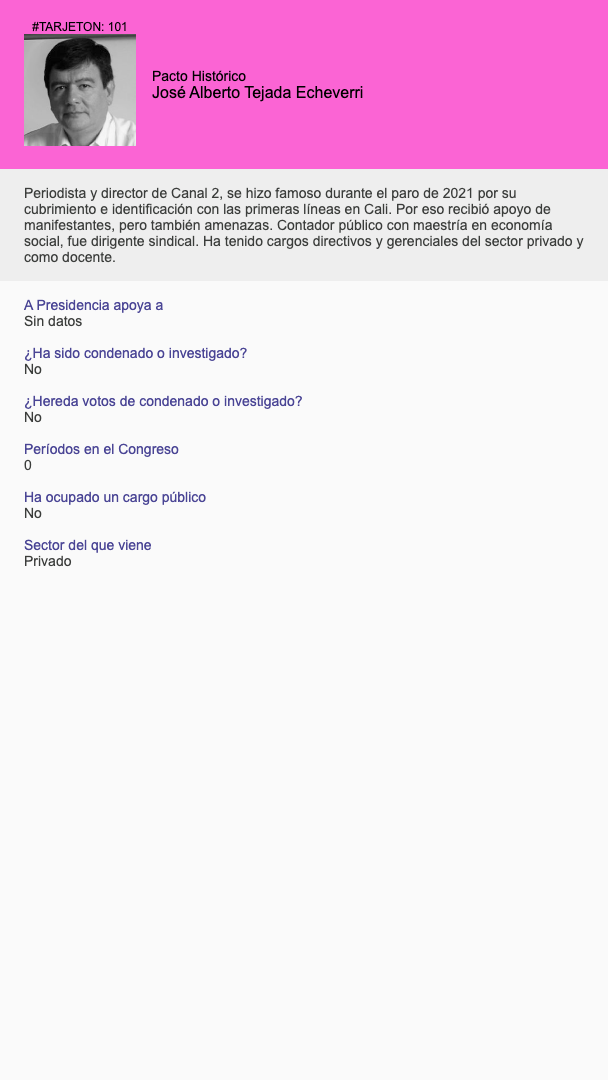 #TARJETON: 101
Pacto Histórico
José Alberto Tejada Echeverri
Periodista y director de Canal 2, se hizo famoso durante el paro de 2021 por su
cubrimiento e identificación con las primeras líneas en Cali. Por eso recibió apoyo de
manifestantes, pero también amenazas. Contador público con maestría en economía
social, fue dirigente sindical. Ha tenido cargos directivos y gerenciales del sector privado y
como docente.
A Presidencia apoya a
Sin datos
¿Ha sido condenado o investigado?
No
¿Hereda votos de condenado o investigado?
No
Períodos en el Congreso
0
Ha ocupado un cargo público
No
Sector del que viene
Privado